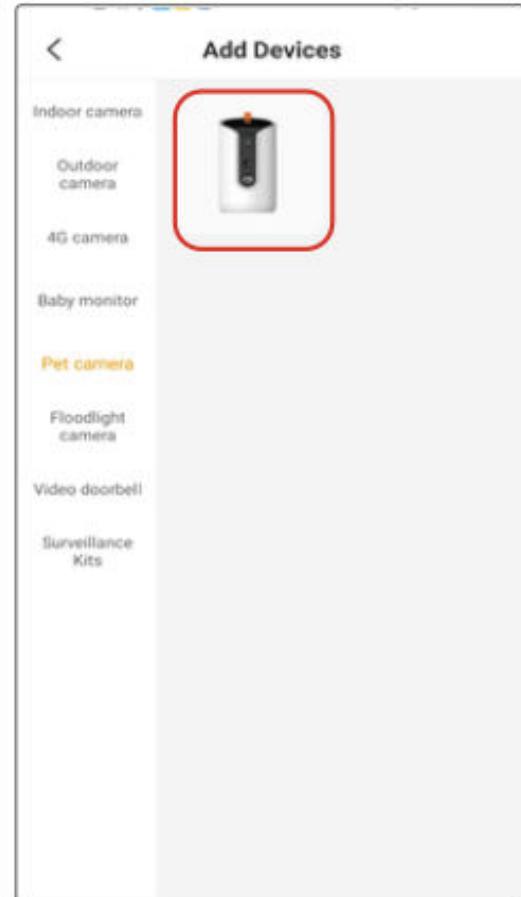 Add Devices
Indoor camera
Outdoor
camera
4G camera
Baby monitor
Pet camera
Floodlight
camera
Video doorbell
Surveillance
Kits